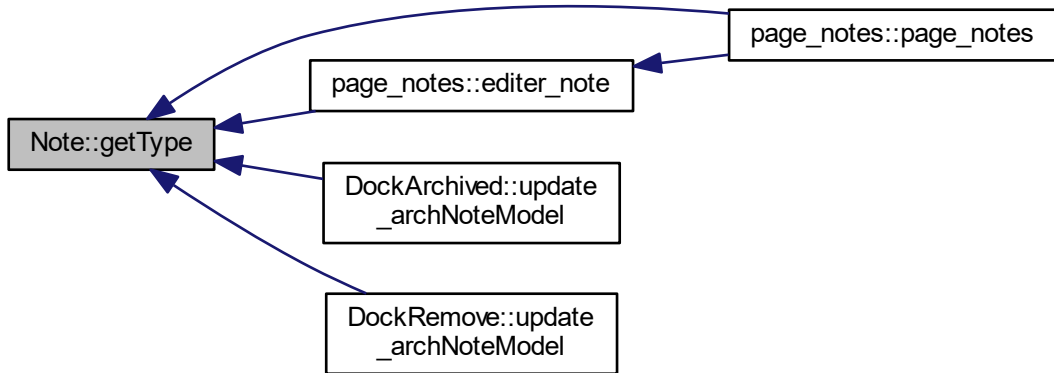 page_notes::page_notes
page_notes::editer_note
Note::getType
DockArchived::update
_archNoteModel
DockRemove::update
_archNoteModel